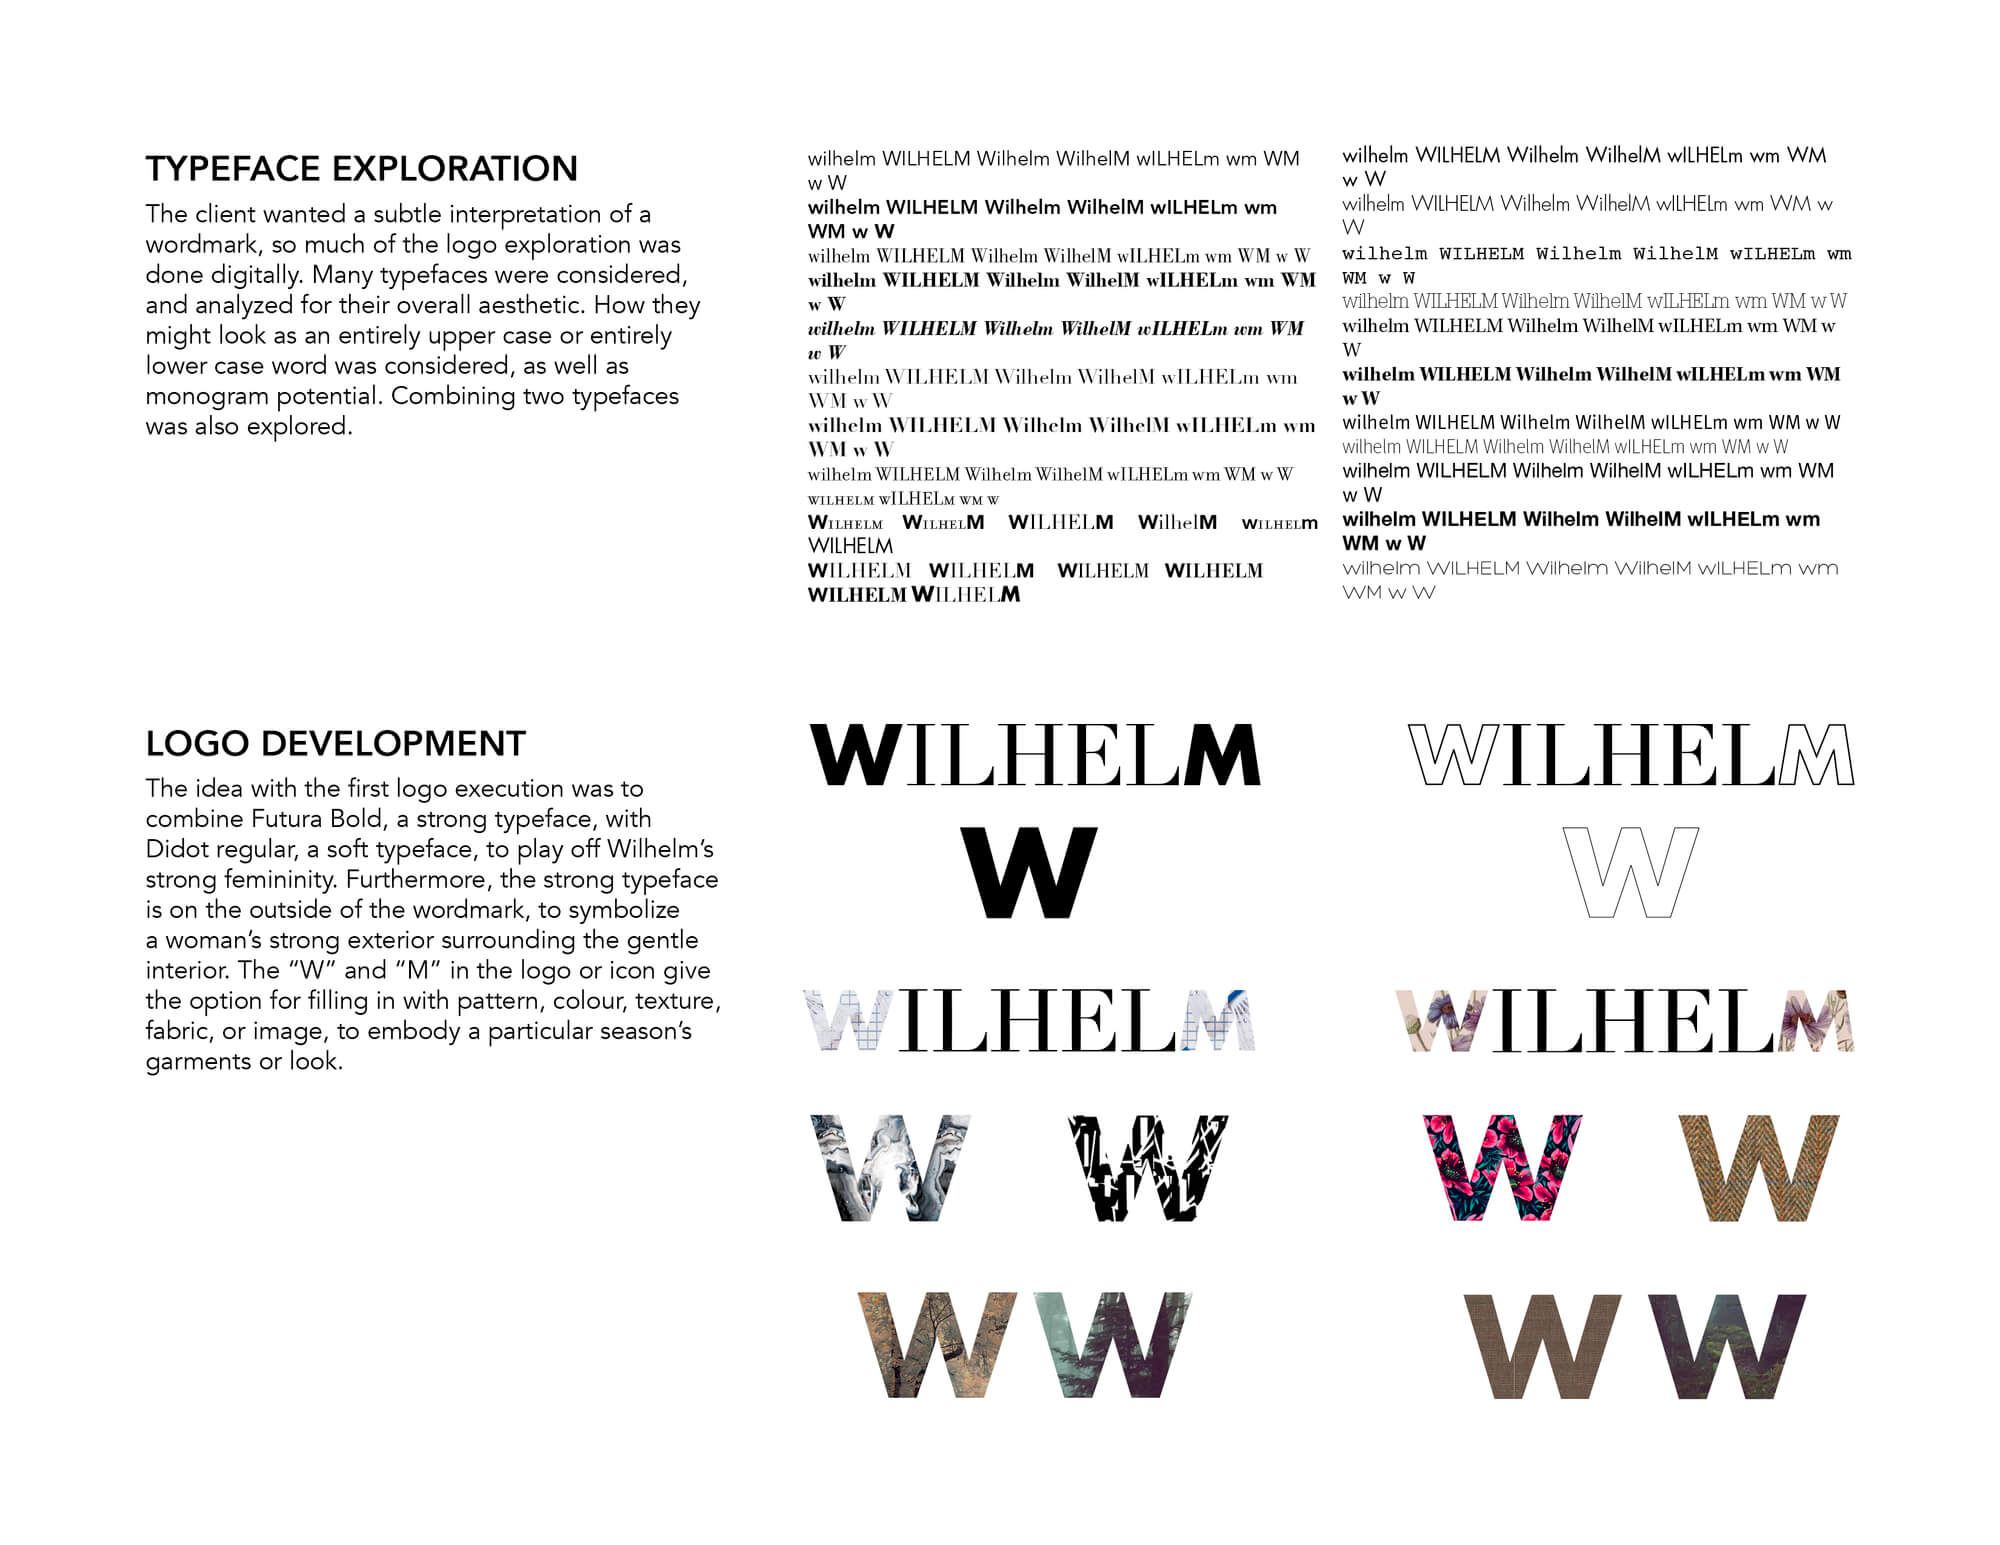 TYPEFACE EXPLORATION
The client wanted a subtle interpretation of a
wordmark, so much of the logo exploration was
done digitally. Many typefaces were considered,
and analyzed for their overall aesthetic. How they
might look as an entirely upper case or entirely
lower case word was considered, as well as
monogram potential. Combining two typefaces
was also explored.
wilhelm WILHELM Wilhelm WilhelM wILHELm wm WM
w W
wilhelm WILHELM Wilhelm WilhelM wILHELm wm
WM w W
wilhelm WILHELM Wilhelm WilhelM wILHELm wm WM w W
wilhelm WILHELM Wilhelm WilhelM wILHELm wm WM
w W
wilhelm WILHELM Wilhelm WilhelM wILHELm wm WM
w W
wilhelm WILHELM Wilhelm WilhelM wILHELm wm
WM w W
wilhelm WILHELM Wilhelm WilhelM wILHELm wm
WM w W
wilhelm WILHELM Wilhelm WilhelM wILHELm wm WM w W
WILHELM WILHELM WM W
WILHELM WILHELM WILHELM WilhelM WILHELm
WILHELM
WILHELM WILHELM WILHELM WILHELM
WILHELM WILHELM
wilhelm WILHELM Wilhelm WilhelM wILHELm wm WM
w W
wilhelm WILHELM Wilhelm WilhelM wILHELm wm WM w
W
wilhelm WILHELM Wilhelm WilhelM wILHELm wm
WM w W
wilhelm WILHELM Wilhelm WilhelM wILHELm wm WM w W
wilhelm WILHELM Wilhelm WilhelM wILHELm wm WM w
W
wilhelm WILHELM Wilhelm WilhelM wILHELm wm WM
w W
wilhelm WILHELM Wilhelm WilhelM wILHELm wm WM w W
wilhelm WILHELM Wilhelm WilhelM wILHELm wm WM w W
wilhelm WILHELM Wilhelm WilhelM wILHELm wm WM
w W
wilhelm WILHELM Wilhelm WilhelM wILHELm wm
WM w W
wilhelm WILHELM Wilhelm WilhelM wILHELm wm
WM w W
LOGO DEVELOPMENT
The idea with the first logo execution was to
combine Futura Bold, a strong typeface, with
Didot regular, a soft typeface, to play off Wilhelm’s
strong femininity. Furthermore, the strong typeface
is on the outside of the wordmark, to symbolize
a woman’s strong exterior surrounding the gentle
interior. The “W” and “M” in the logo or icon give
the option for filling in with pattern, colour, texture,
fabric, or image, to embody a particular season’s
garments or look.
WILHELM WILHELM
W W
WILHELM WILHELM
W W W W
W W W W